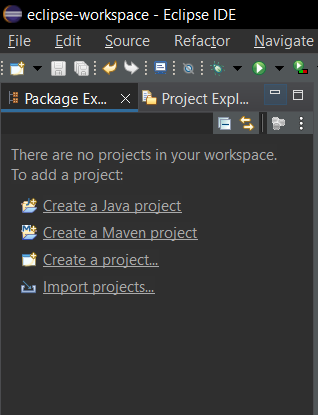 eclipse-workspace - Eclipse IDE
File Edit Source Refactor Navigate
Package Ex... Project Expl...
There are no projects in your workspace.
To add a project:
Create a Java project
Create a Maven project
Create a project...
Import projects...